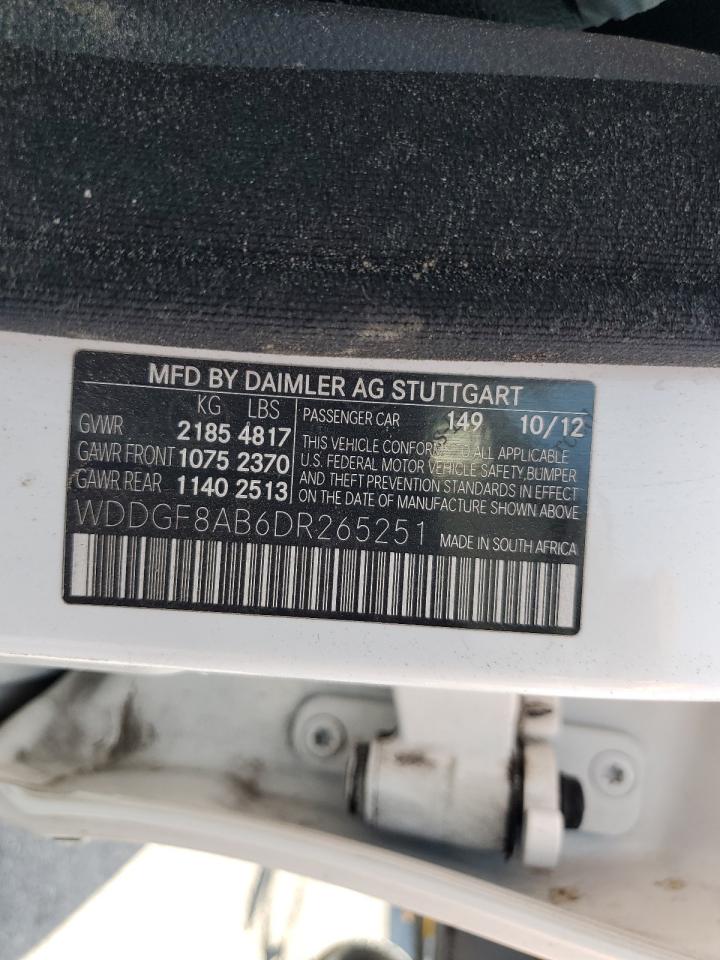 MFD BY DAIMLER AG STUTTGART
KG LBS
GVWR 2185 4817
GAWR FRONT 1075 2370
GAWR REAR 1140 2513
PASSENGER CAR 149 10/12
THIS VEHICLE CONFORMS TO ALL APPLICABLE
U.S. FEDERAL MOTOR VEHICLE SAFETY, BUMPER
AND THEFT PREVENTION STANDARDS IN EFFECT
ON THE DATE OF MANUFACTURE SHOWN ABOVE.
WDDGF8AB6DR265251
MADE IN SOUTH AFRICA